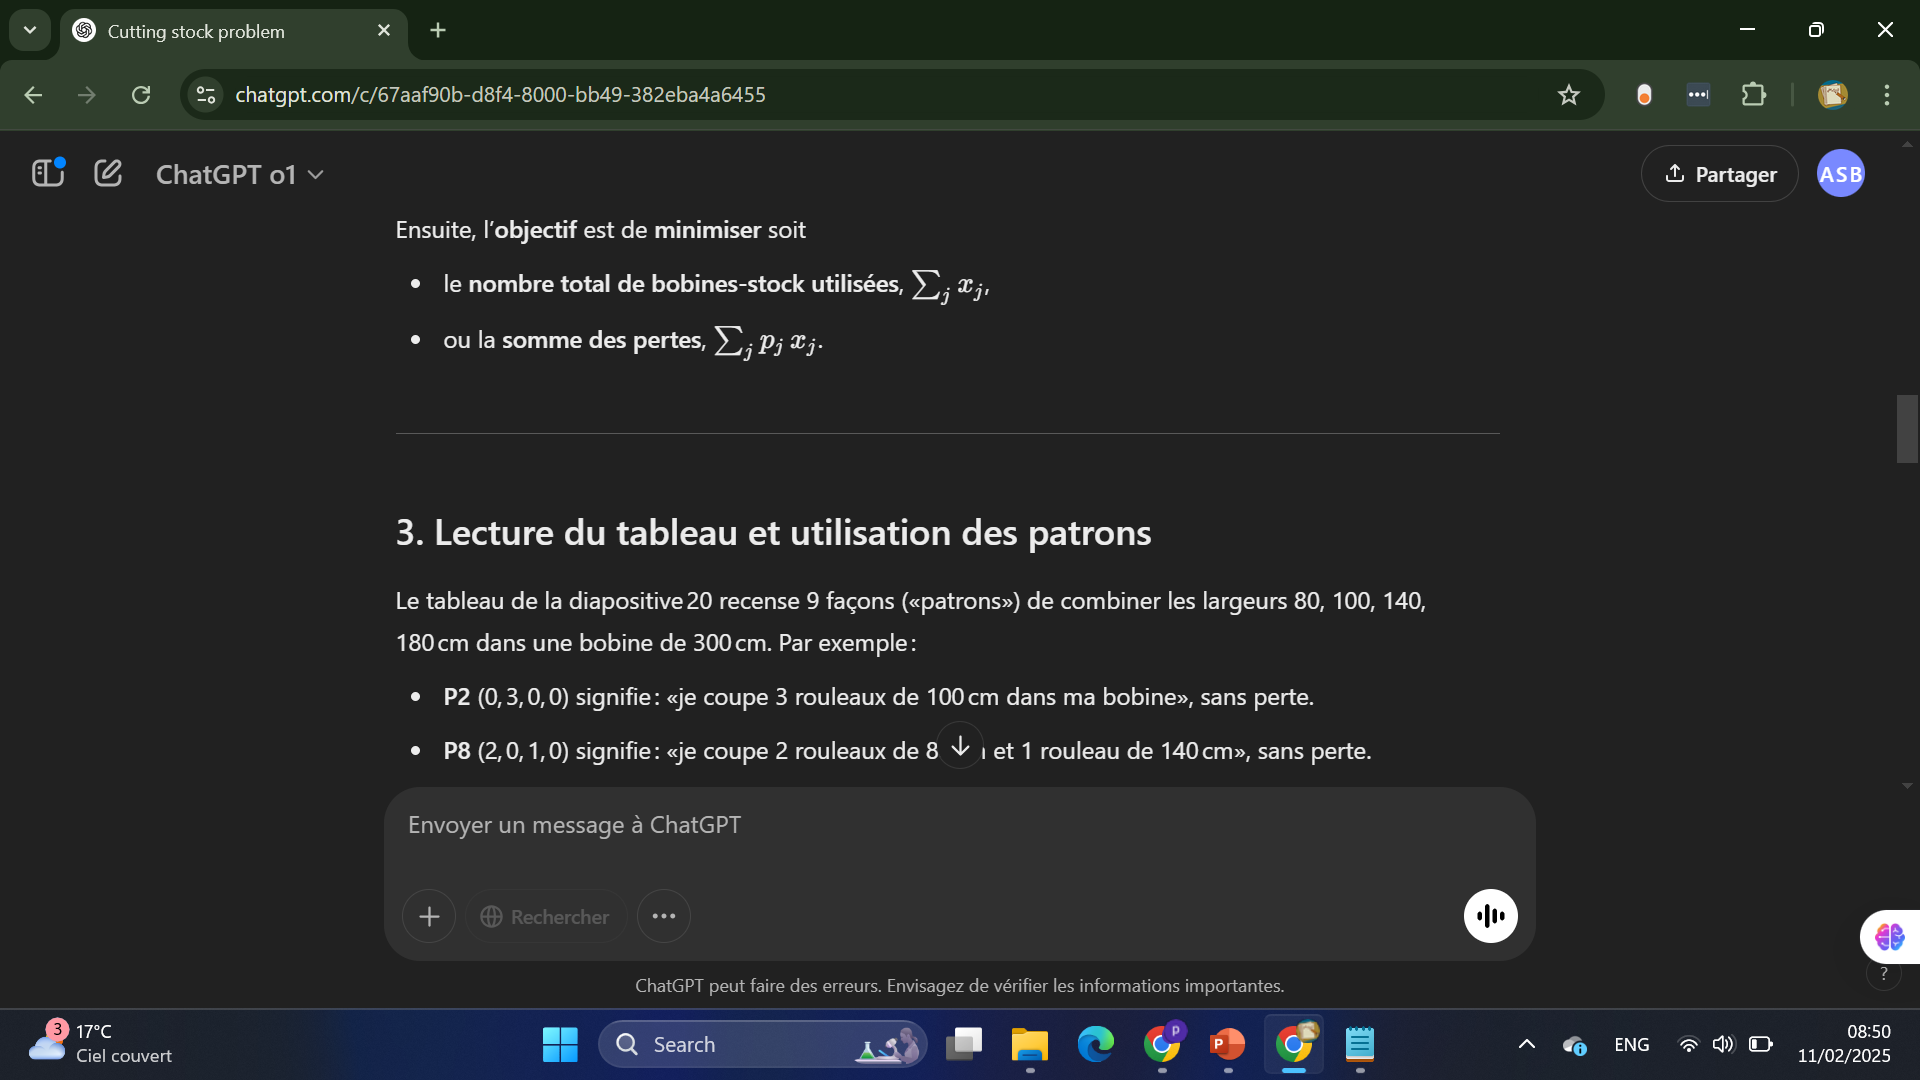 Cutting stock problem
chatgpt.com/c/67aaf90b-d8f4-8000-bb49-382eba4a6455
ChatGPT o1
Partager
ASB
Ensuite, l’objectif est de minimiser soit
• le nombre total de bobines-stock utilisées, ∑j xj,
• ou la somme des pertes, ∑j pj xj.
3. Lecture du tableau et utilisation des patrons
Le tableau de la diapositive 20 recense 9 façons («patrons») de combiner les largeurs 80, 100, 140,
180 cm dans une bobine de 300 cm. Par exemple :
• P2 (0, 3, 0, 0) signifie : «je coupe 3 rouleaux de 100 cm dans ma bobine», sans perte.
• P8 (2, 0, 1, 0) signifie : «je coupe 2 rouleaux de 8 et 1 rouleau de 140 cm», sans perte.
Envoyer un message à ChatGPT
Rechercher
ChatGPT peut faire des erreurs. Envisagez de vérifier les informations importantes.
?
3
17°C
Ciel couvert
Search
p
P
ENG
08:50
11/02/2025